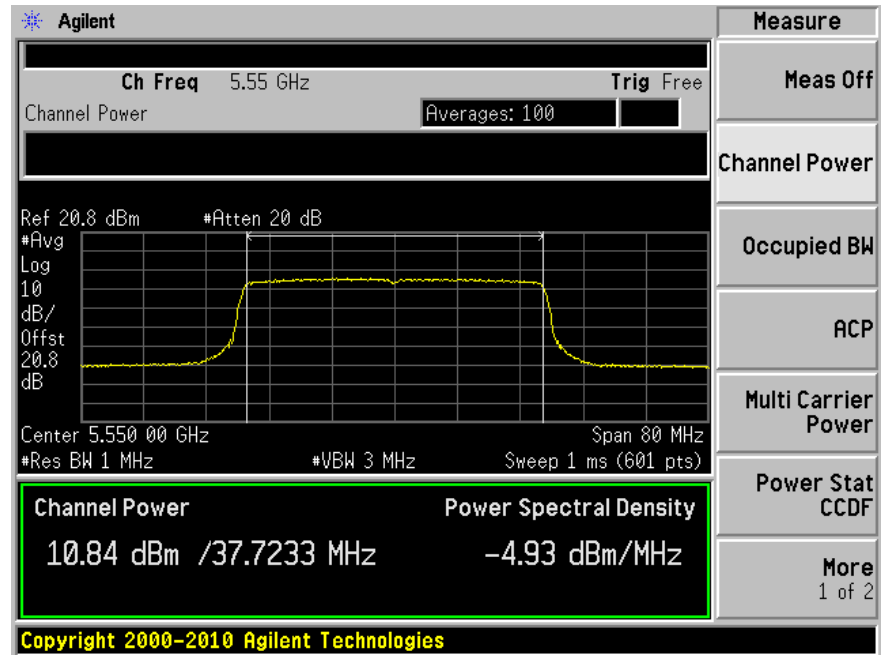 Agilent
Measure
Ch Freq 5.55 GHz Trig Free
Channel Power Averages: 100
Ref 20.8 dBm #Atten 20 dB
#Avg
Log
10
dB/
Offst
20.8
dB
Center 5.550 00 GHz Span 80 MHz
#Res BW 1 MHz #VBW 3 MHz Sweep 1 ms (601 pts)
Channel Power Power Spectral Density
10.84 dBm /37.7233 MHz -4.93 dBm/MHz
Meas Off
Channel Power
Occupied BW
ACP
Multi Carrier
Power
Power Stat
CCDF
More
1 of 2
Copyright 2000-2010 Agilent Technologies